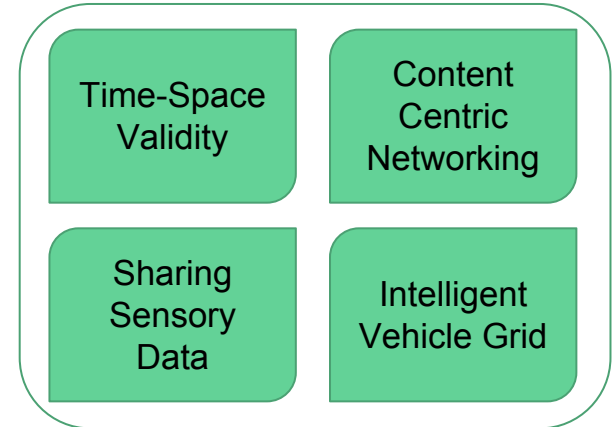 Time-Space
Validity
Content
Centric
Networking
Sharing
Sensory
Data
Intelligent
Vehicle Grid